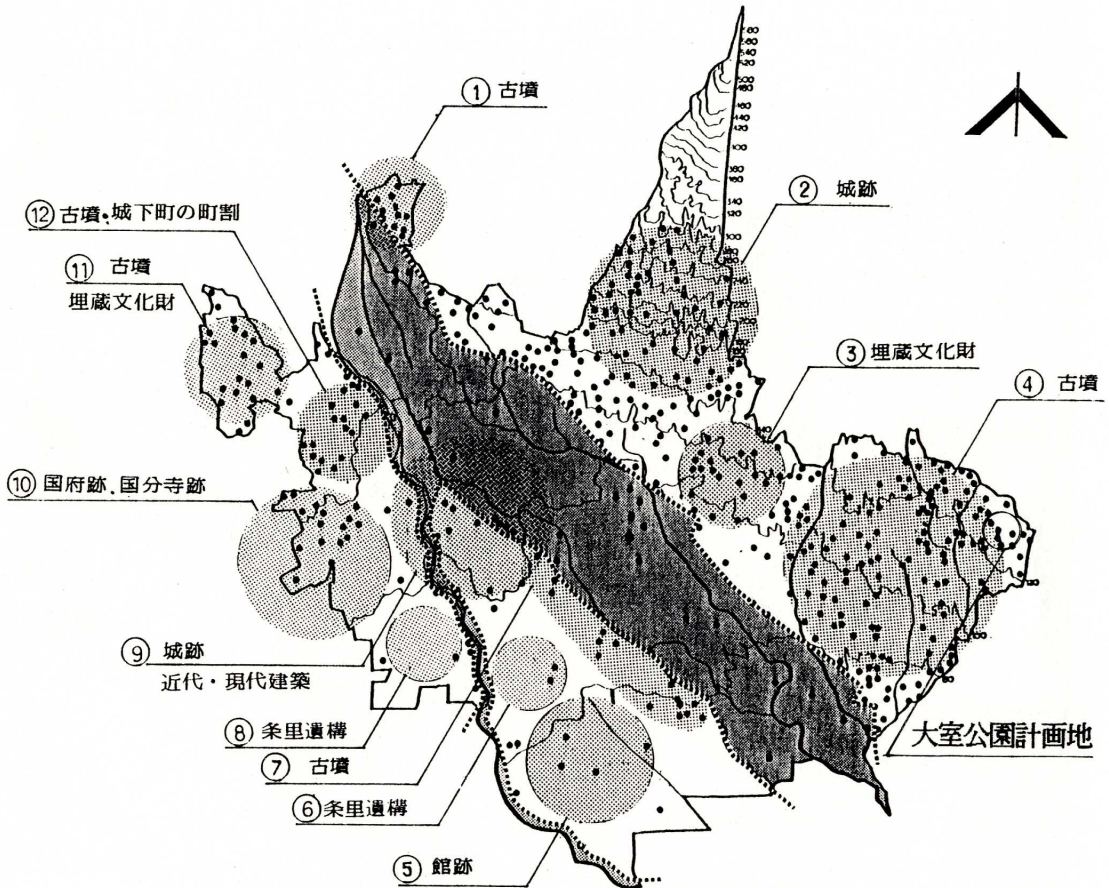 ① 古墳
② 城跡
⑫ 古墳・城下町の町割
⑪ 古墳
埋蔵文化財
③ 埋蔵文化財
④ 古墳
⑩ 国府跡、国分寺跡
⑨ 城跡
近代・現代建築
⑧ 条里遺構
⑦ 古墳
⑥ 条里遺構
⑤ 館跡
大室公園計画地